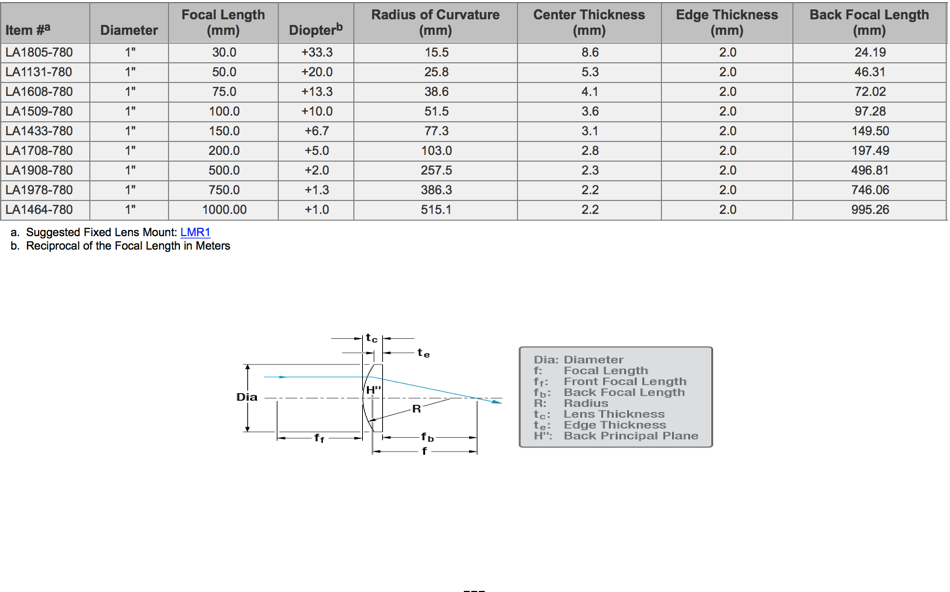 Item #a Diameter Focal Length (mm) Diopterb Radius of Curvature (mm) Center Thickness (mm) Edge Thickness (mm) Back Focal Length (mm)
LA1805-780 1" 30.0 +33.3 15.5 8.6 2.0 24.19
LA1131-780 1" 50.0 +20.0 25.8 5.3 2.0 46.31
LA1608-780 1" 75.0 +13.3 38.6 4.1 2.0 72.02
LA1509-780 1" 100.0 +10.0 51.5 3.6 2.0 97.28
LA1433-780 1" 150.0 +6.7 77.3 3.1 2.0 149.50
LA1708-780 1" 200.0 +5.0 103.0 2.8 2.0 197.49
LA1908-780 1" 500.0 +2.0 257.5 2.3 2.0 496.81
LA1978-780 1" 750.0 +1.3 386.3 2.2 2.0 746.06
LA1464-780 1" 1000.00 +1.0 515.1 2.2 2.0 995.26
a. Suggested Fixed Lens Mount: LMR1
b. Reciprocal of the Focal Length in Meters
tc
te
H"
Dia
R
ff
fb
f
Dia: Diameter
f: Focal Length
ff: Front Focal Length
fb: Back Focal Length
R: Radius
tc: Lens Thickness
te: Edge Thickness
H": Back Principal Plane